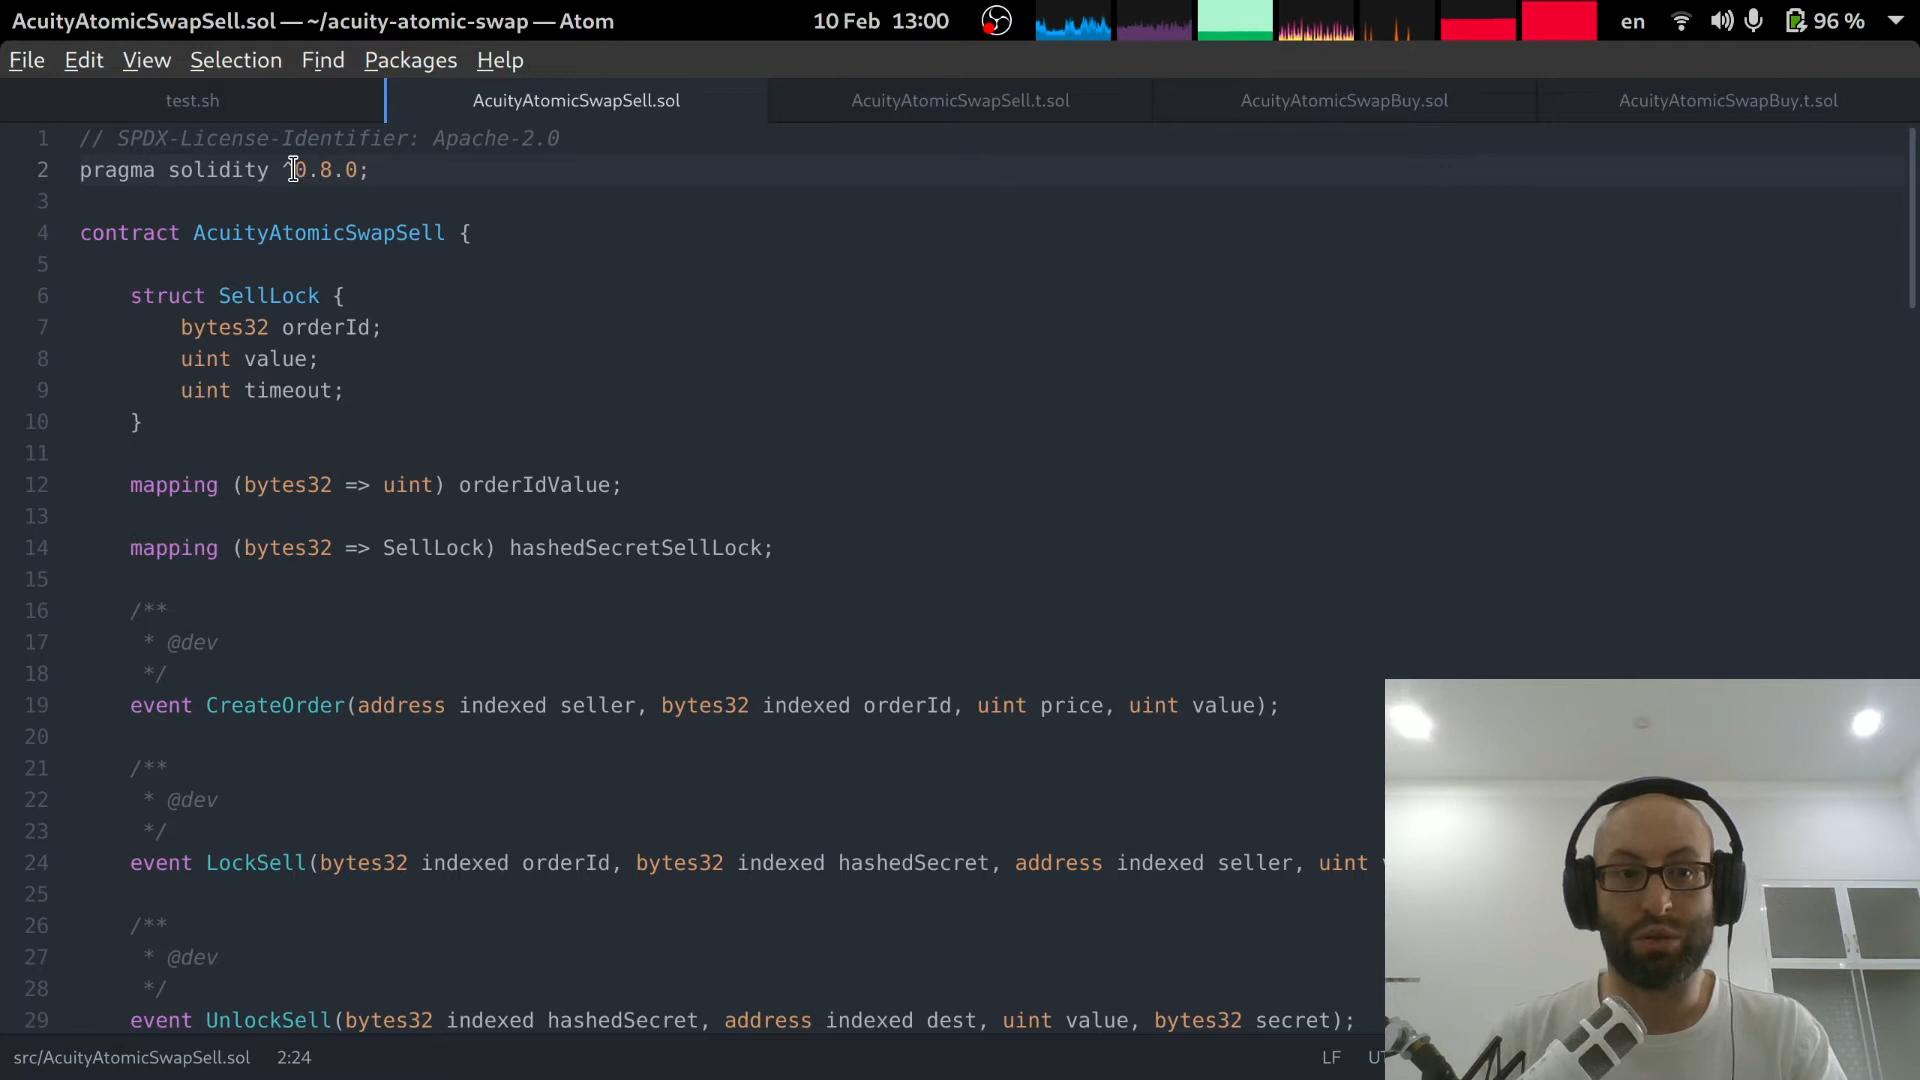 AcuityAtomicSwapSell.sol — ~/acuity-atomic-swap — Atom
10 Feb 13:00
en
96 %
File Edit View Selection Find Packages Help
test.sh
AcuityAtomicSwapSell.sol
AcuityAtomicSwapSell.t.sol
AcuityAtomicSwapBuy.sol
AcuityAtomicSwapBuy.t.sol
1 // SPDX-License-Identifier: Apache-2.0
2 pragma solidity ^0.8.0;
3
4 contract AcuityAtomicSwapSell {
5
6 struct SellLock {
7 bytes32 orderId;
8 uint value;
9 uint timeout;
10 }
11
12 mapping (bytes32 => uint) orderIdValue;
13
14 mapping (bytes32 => SellLock) hashedSecretSellLock;
15
16 /**
17 * @dev
18 */
19 event CreateOrder(address indexed seller, bytes32 indexed orderId, uint price, uint value);
20
21 /**
22 * @dev
23 */
24 event LockSell(bytes32 indexed orderId, bytes32 indexed hashedSecret, address indexed seller, uint
25
26 /**
27 * @dev
28 */
29 event UnlockSell(bytes32 indexed hashedSecret, address indexed dest, uint value, bytes32 secret);
src/AcuityAtomicSwapSell.sol 2:24
LF